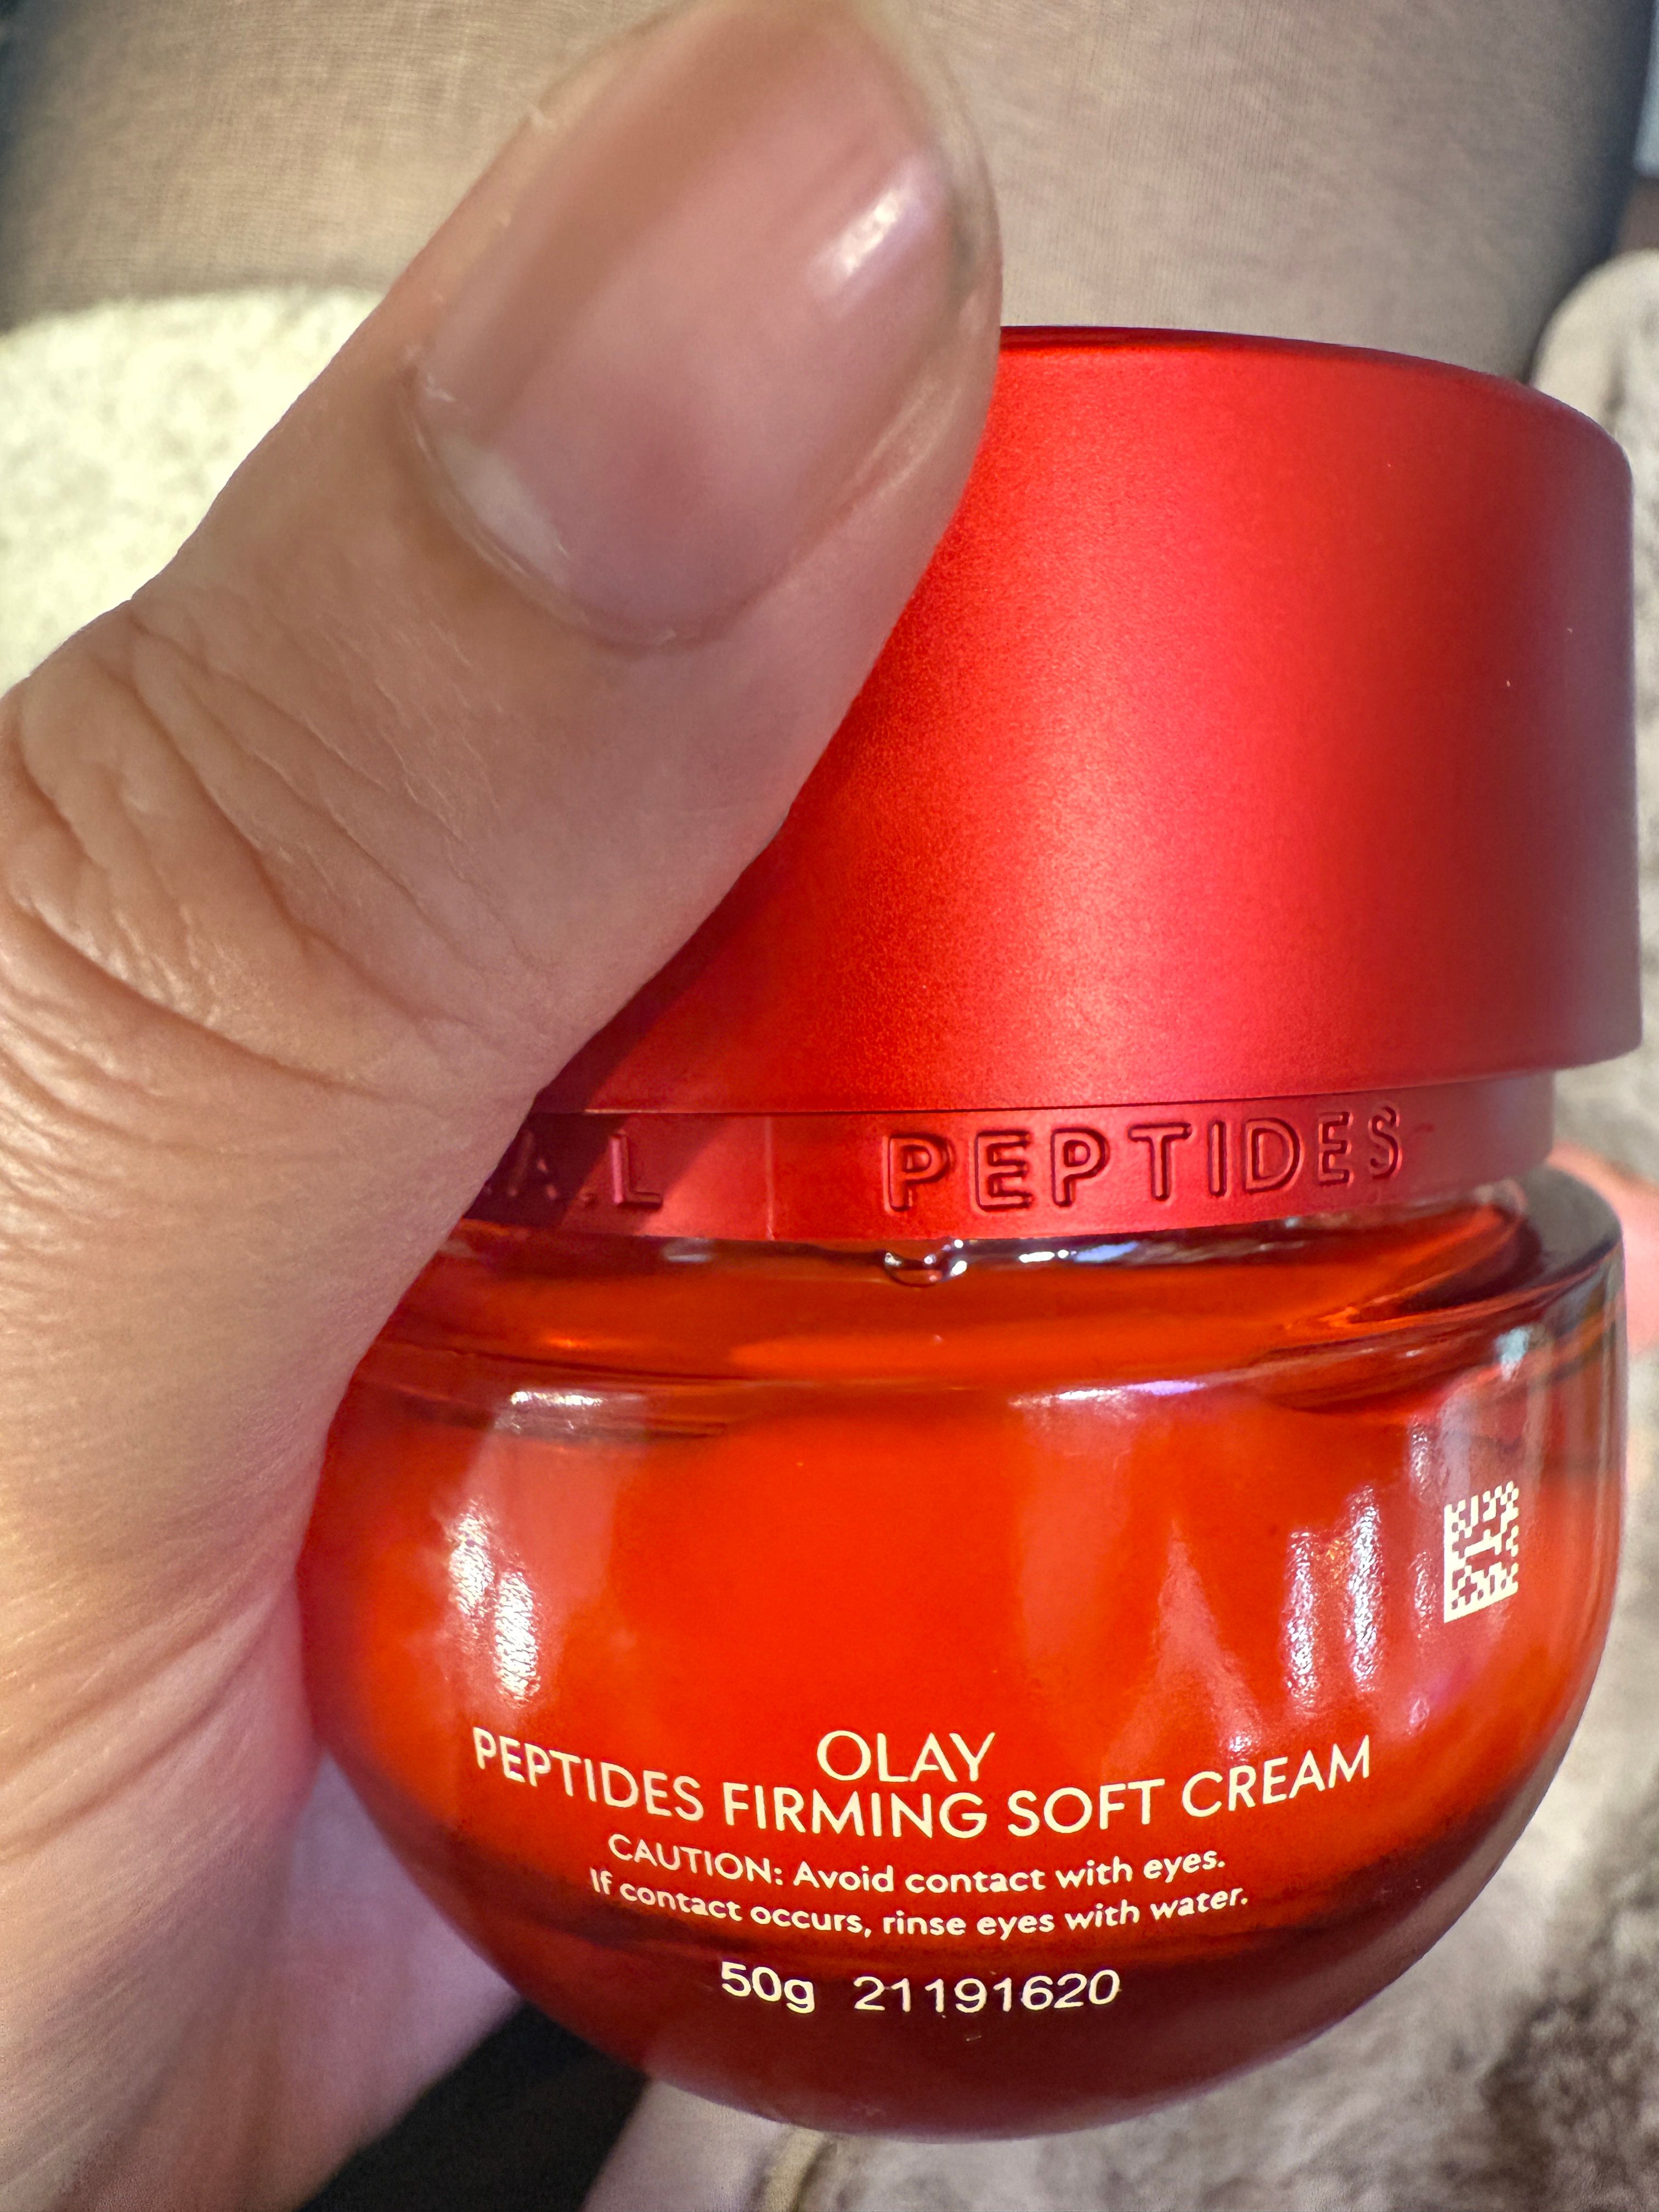 PEPTIDES
OLAY
PEPTIDES FIRMING SOFT CREAM
CAUTION: Avoid contact with eyes.
If contact occurs, rinse eyes with water.
50g 21191620